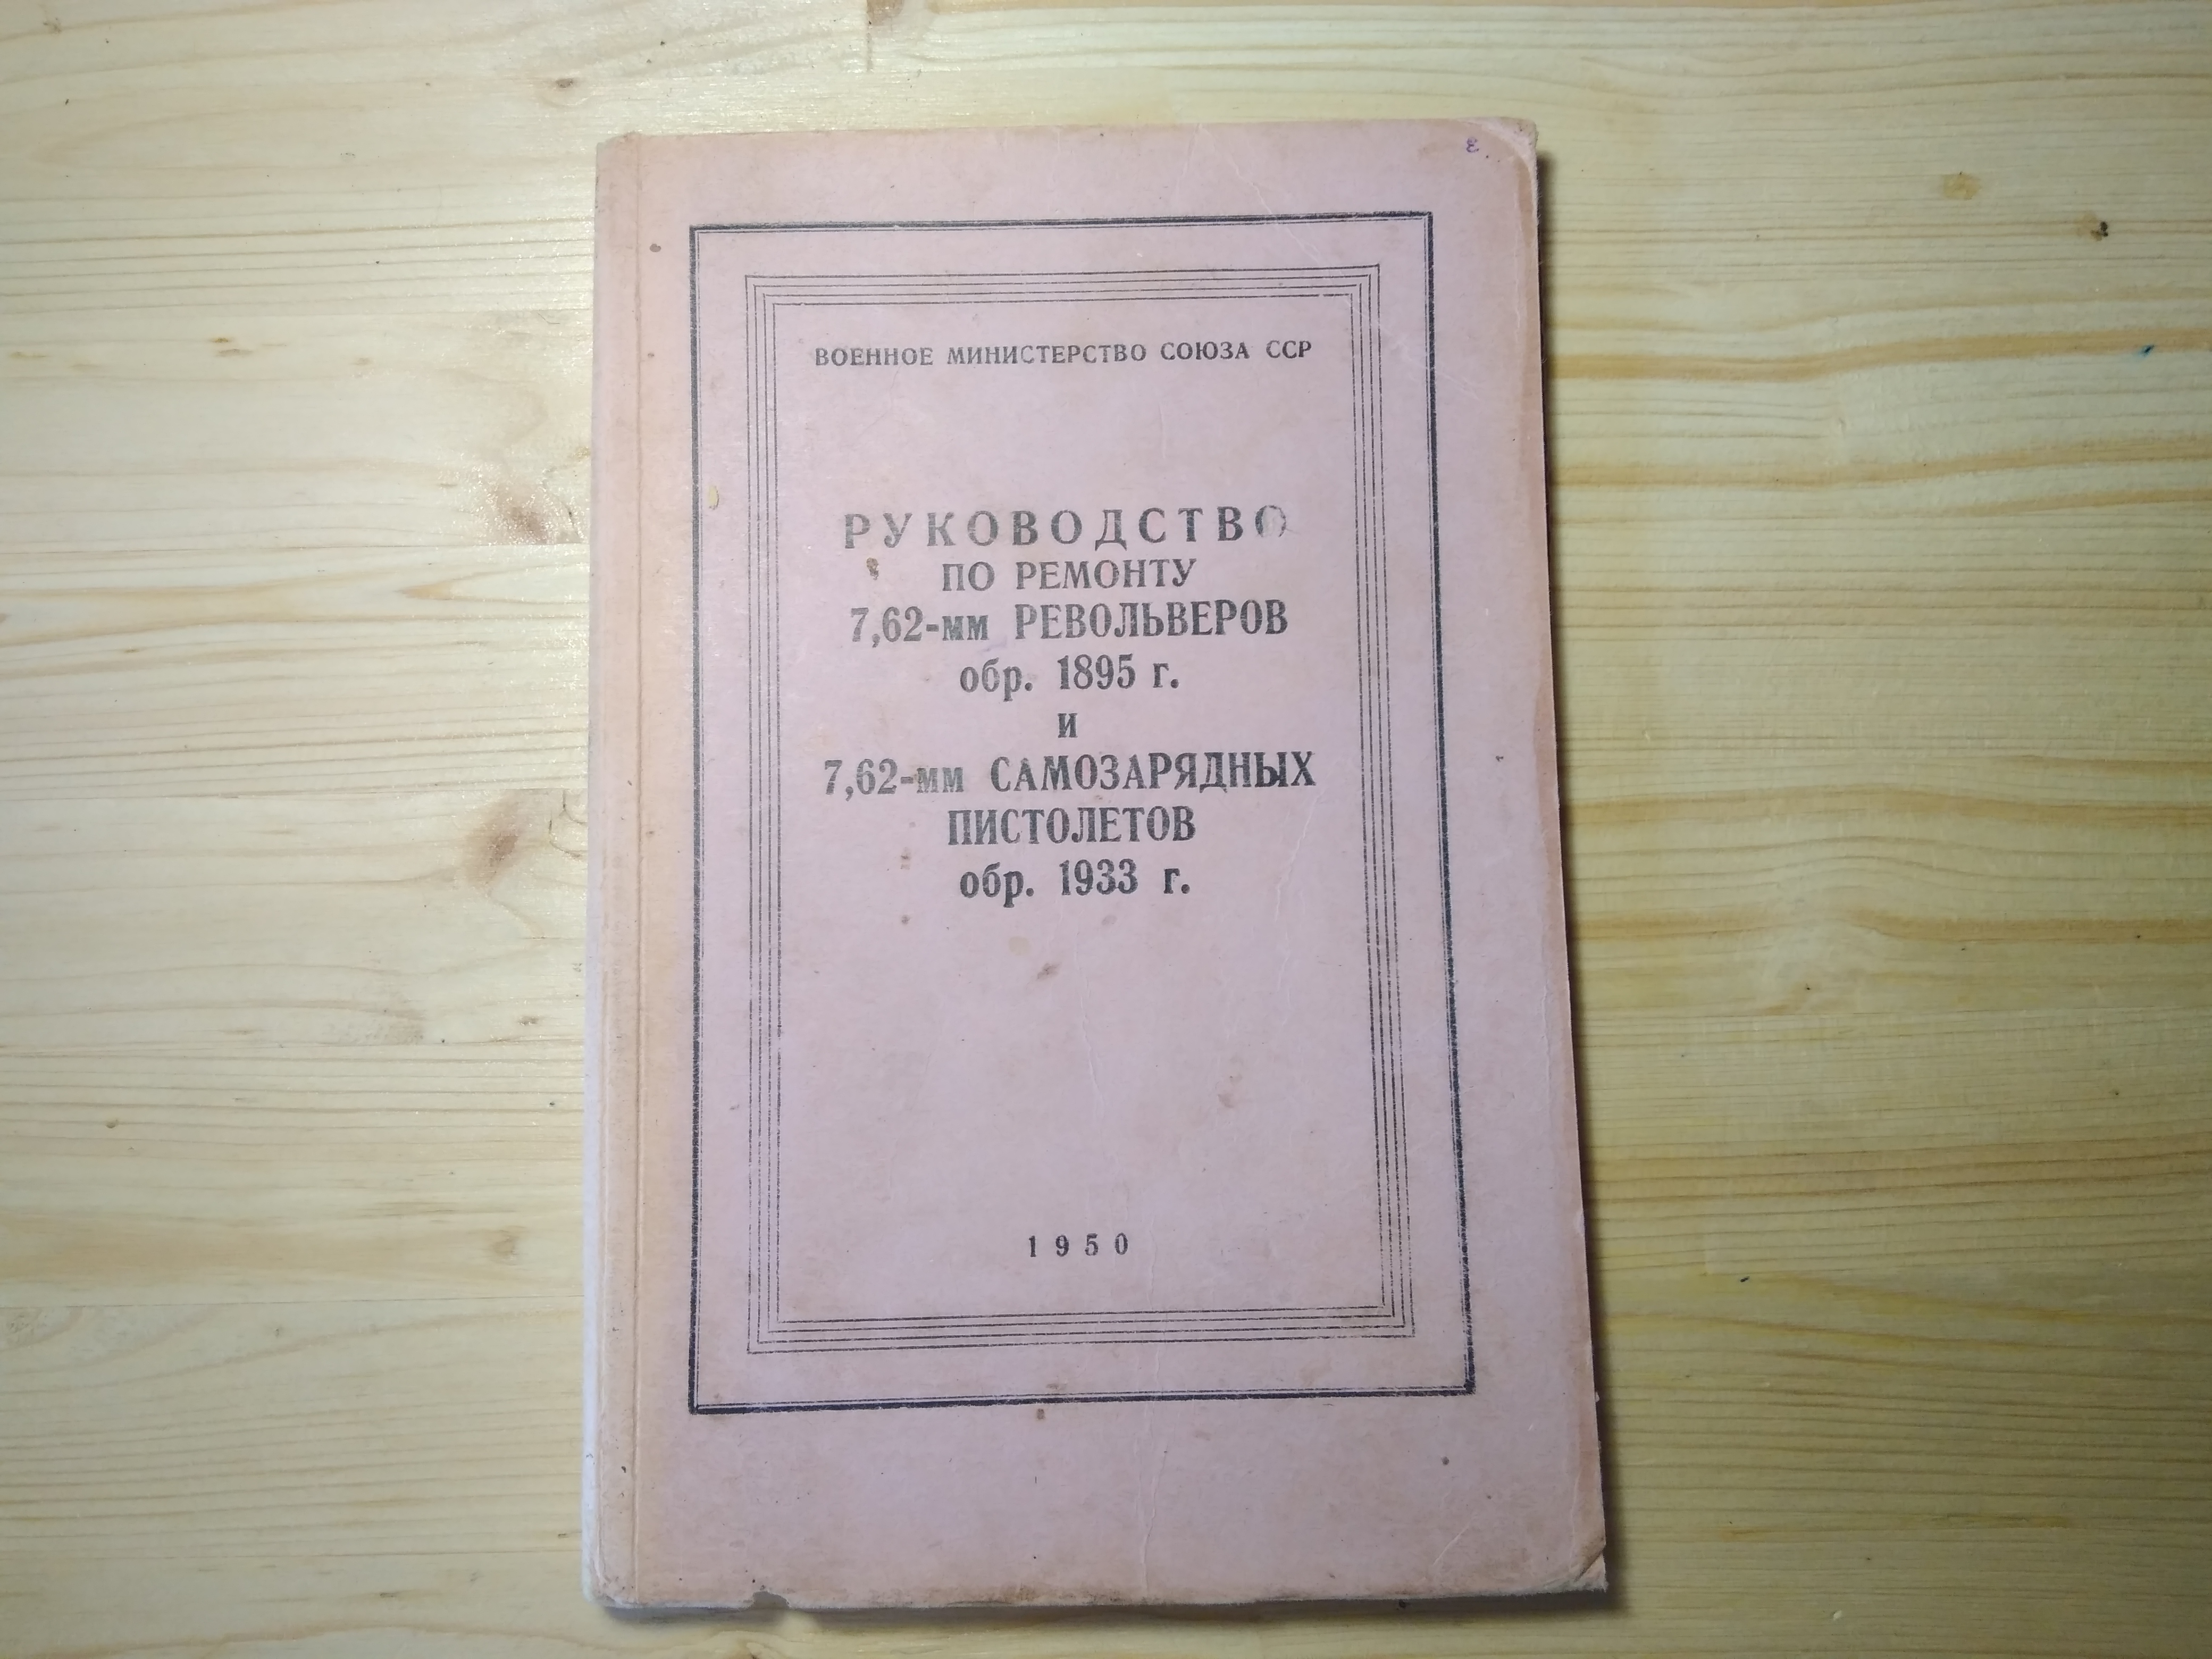 ВОЕННОЕ МИНИСТЕРСТВО СОЮЗА ССР
РУКОВОДСТВО
ПО РЕМОНТУ
7,62-мм РЕВОЛЬВЕРОВ
обр. 1895 г.
и
7,62-мм САМОЗАРЯДНЫХ
ПИСТОЛЕТОВ
обр. 1933 г.
1950